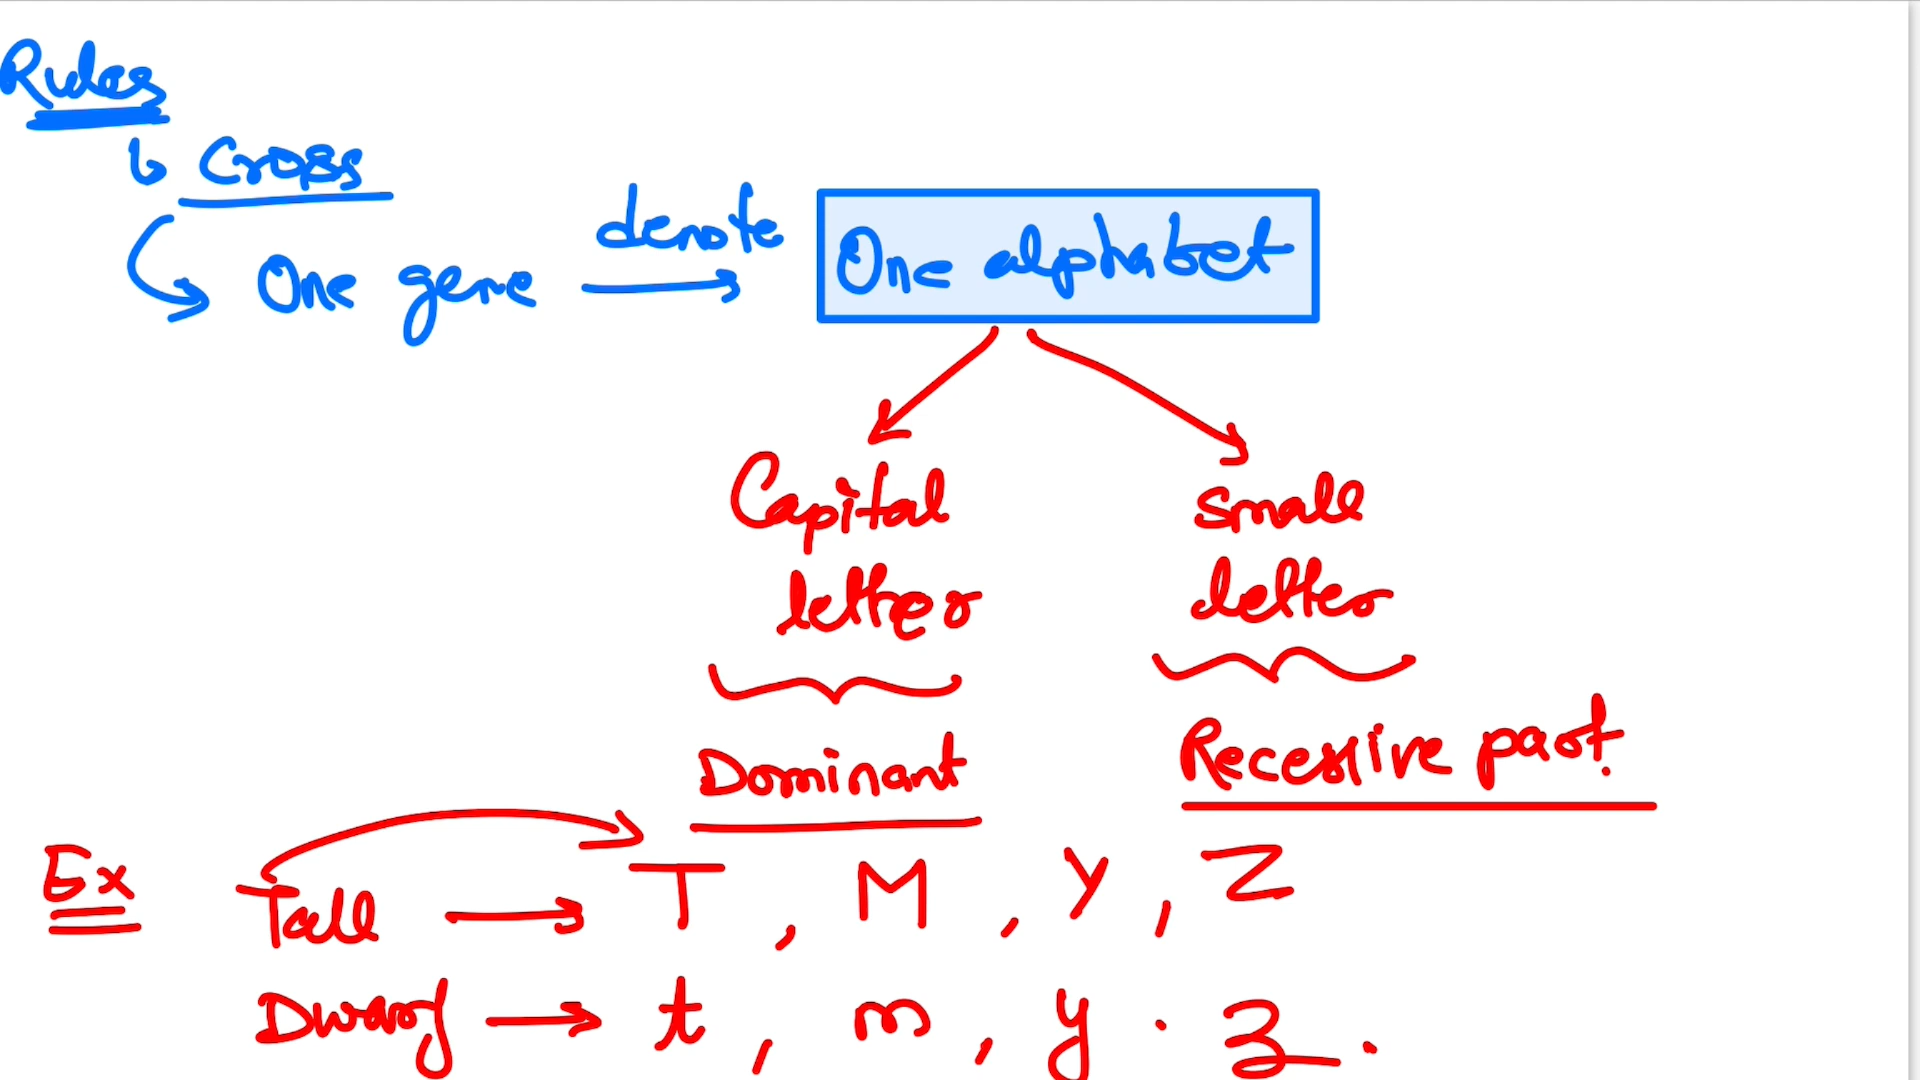 Rules
Cross
denote
One gene
One alphabet
Capital letter
small letter
Dominant
Recessive part.
Ex
Tall → T, M, Y, Z
Dwarf → t, m, y. z.